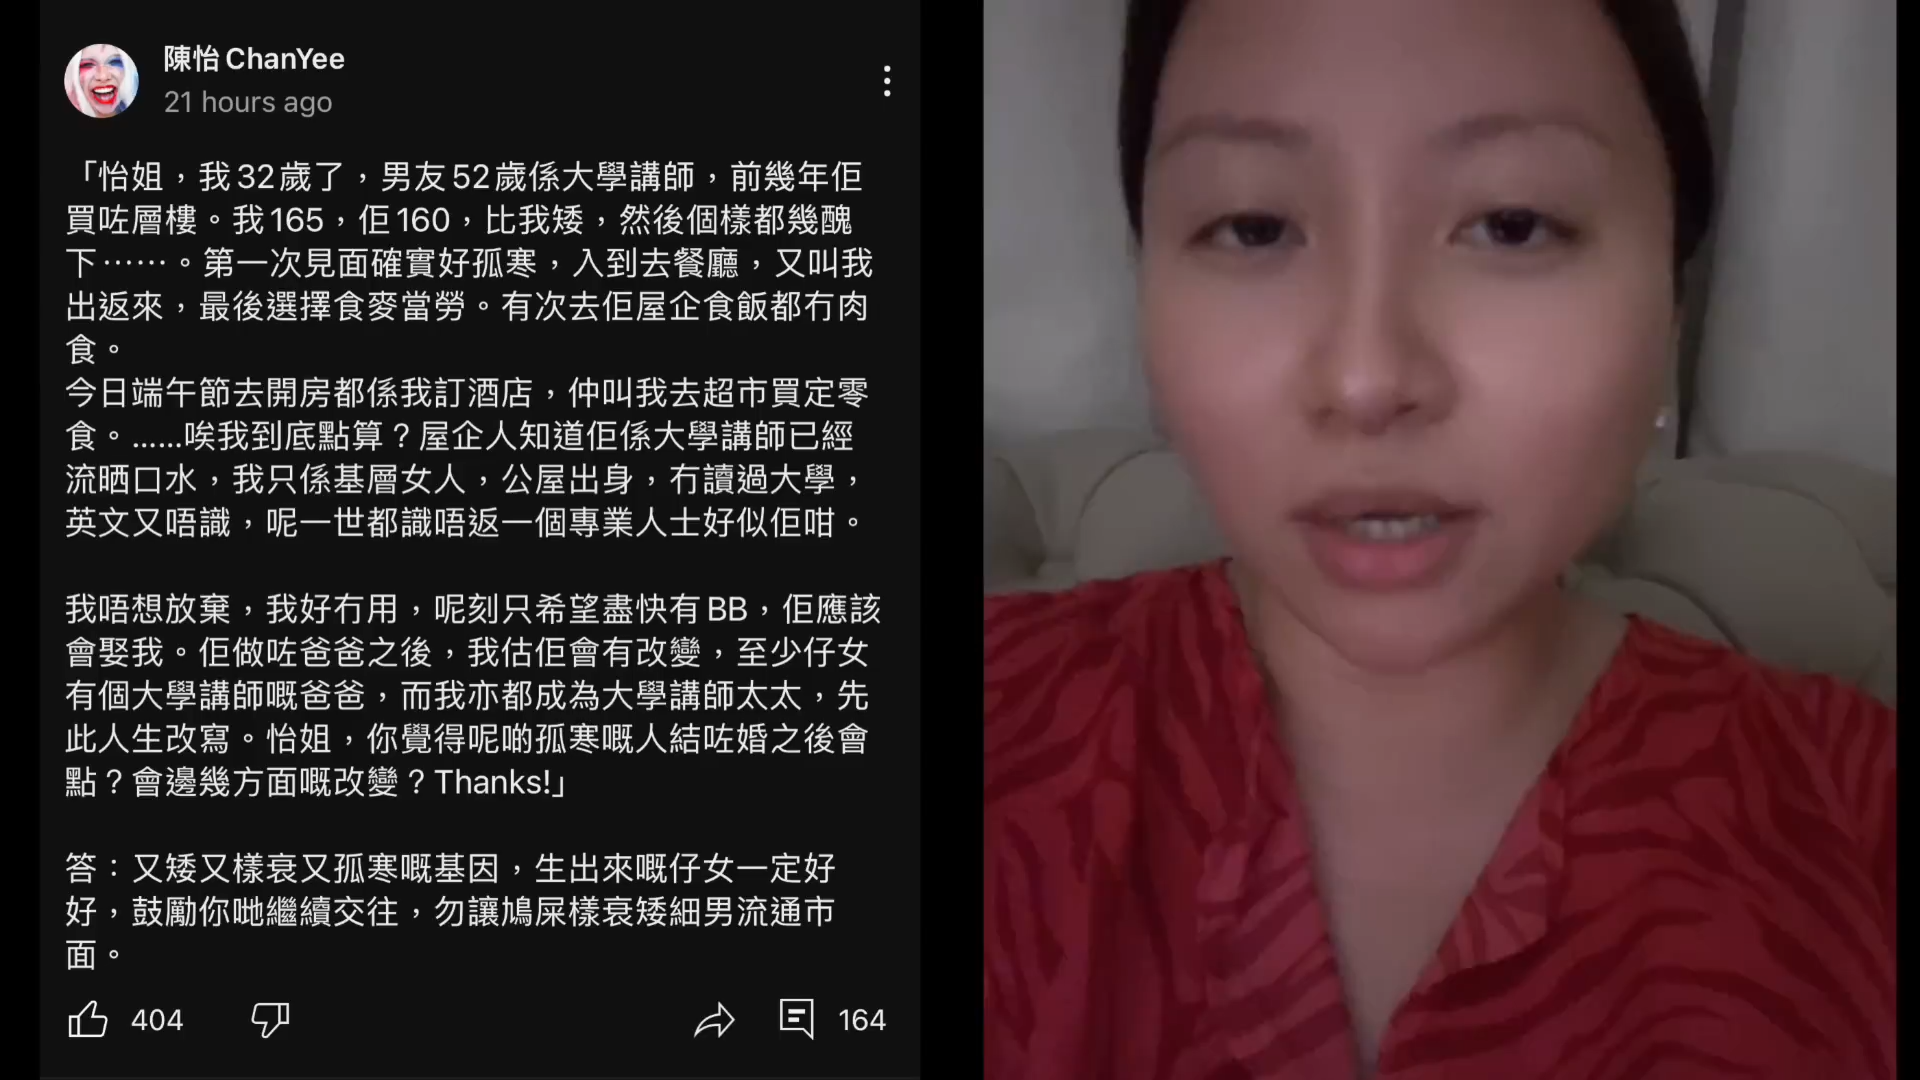 陳怡 ChanYee
21 hours ago
「怡姐，我32歲了，男友52歲係大學講師，前幾年佢
買咗層樓。我165，佢160，比我矮，然後個樣都幾醜
下⋯⋯。第一次見面確實好孤寒，入到去餐廳，又叫我
出返來，最後選擇食麥當勞。有次去佢屋企食飯都冇肉
食。
今日端午節去開房都係我訂酒店，仲叫我去超市買定零
食。......唉我到底點算？屋企人知道佢係大學講師已經
流晒口水，我只係基層女人，公屋出身，冇讀過大學，
英文又唔識，呢一世都識唔返一個專業人士好似佢咁。
我唔想放棄，我好冇用，呢刻只希望盡快有BB，佢應該
會娶我。佢做咗爸爸之後，我估佢會有改變，至少仔女
有個大學講師嘅爸爸，而我亦都成為大學講師太太，先
此人生改寫。怡姐，你覺得呢啲孤寒嘅人結咗婚之後會
點？會邊幾方面嘅改變？Thanks!」
答：又矮又樣衰又孤寒嘅基因，生出來嘅仔女一定好
好，鼓勵你哋繼續交往，勿讓鳩屎樣衰矮細男流通市
面。
404
164